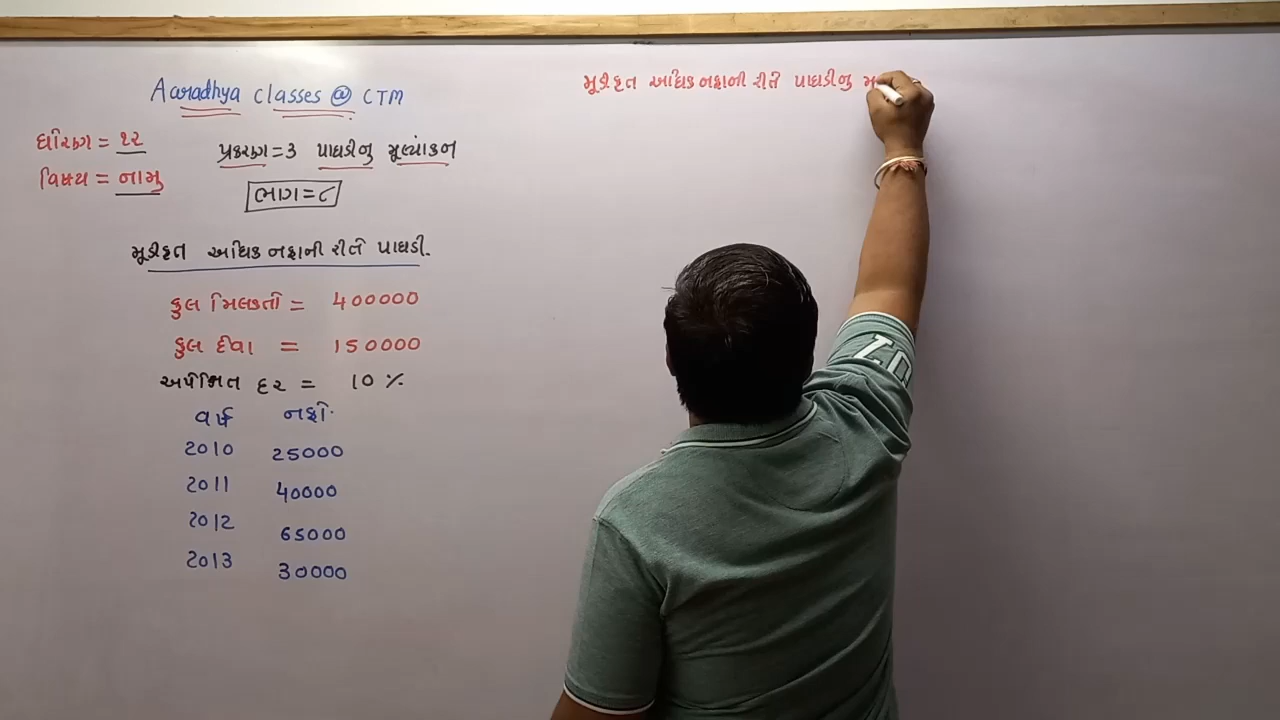 Aaradhya Classes @ CTM
ધોરણ = ૧૨
પ્રકરણ = 3 પાઘડીનુ મૂલ્યાંકન
વિષય = નામુ
ભાગ = ૮
મૂડીકૃત અધિક નફાની રીતે પાઘડી.
કુલ મિલકતો = 400000
કુલ દેવા = 150000
અપેક્ષિત દર = 10 %
વર્ષ નફો
2010 25000
2011 40000
2012 65000
2013 30000
મૂડીકૃત અધિક નફાની રીતે પાઘડીનુ